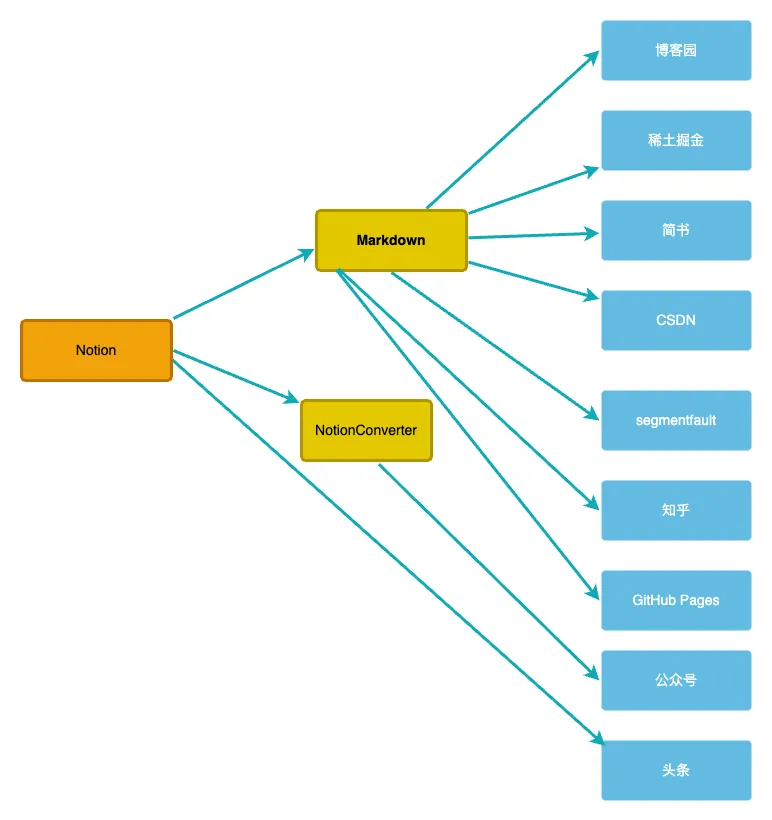 博客园
稀土掘金
简书
Markdown
CSDN
Notion
segmentfault
NotionConverter
知乎
GitHub Pages
公众号
头条